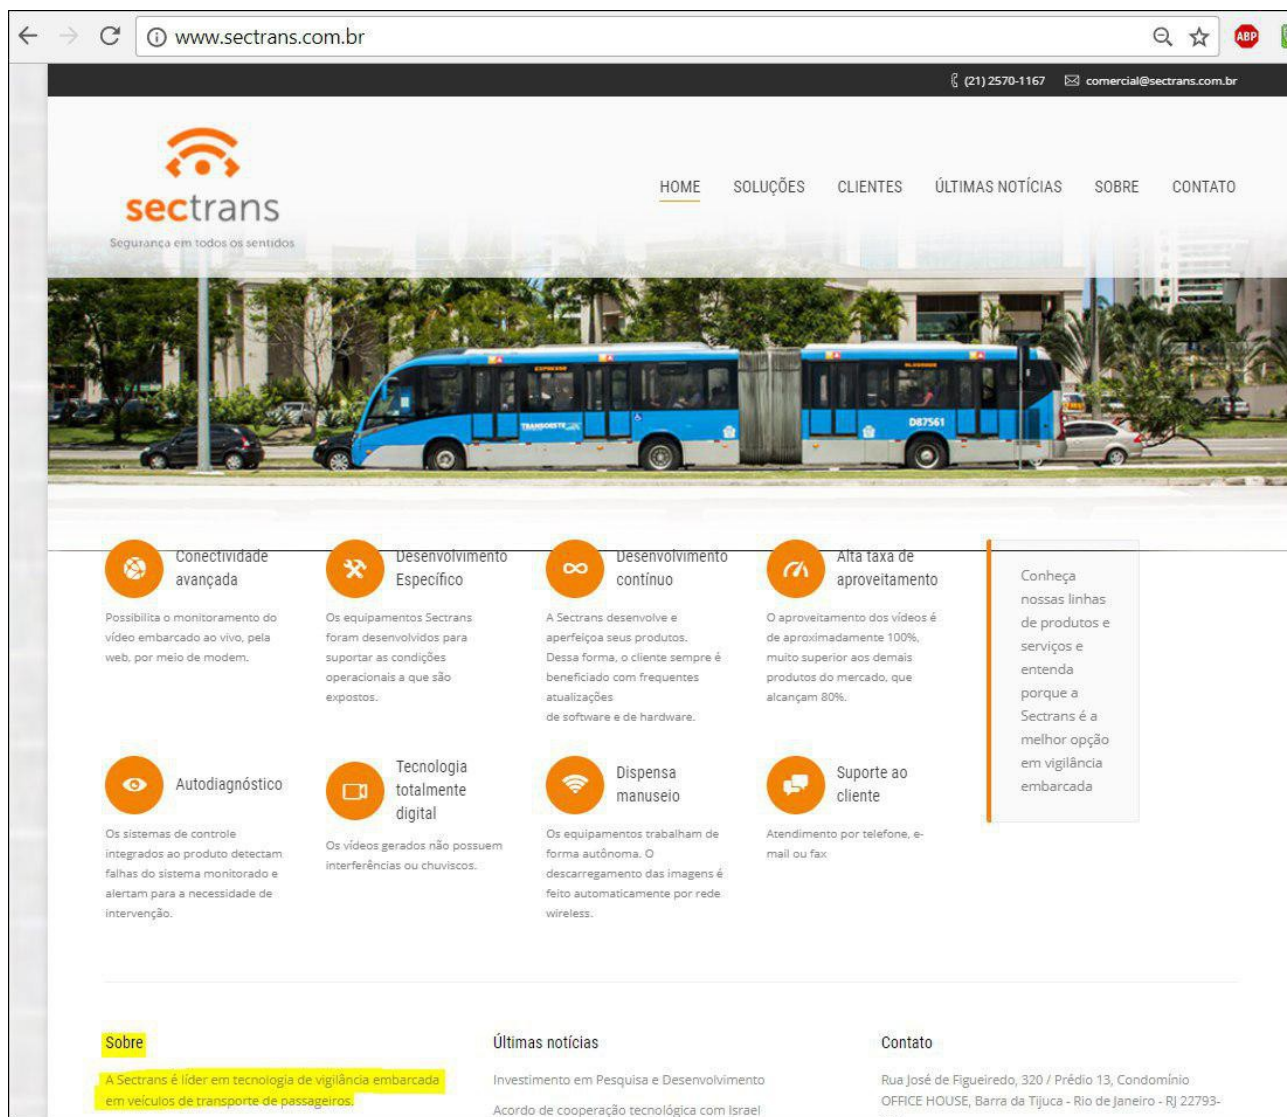 www.sectrans.com.br
ABP
(21) 2570-1167 comercial@sectrans.com.br
sectrans
Segurança em todos os sentidos
HOME SOLUÇÕES CLIENTES ÚLTIMAS NOTÍCIAS SOBRE CONTATO
EXPRESSO
TRANSOESTE
D87561
Conectividade
avançada
Possibilita o monitoramento do
vídeo embarcado ao vivo, pela
web, por meio de modem.
Desenvolvimento
Específico
Os equipamentos Sectrans
foram desenvolvidos para
suportar as condições
operacionais a que são
expostos.
Desenvolvimento
contínuo
A Sectrans desenvolve e
aperfeiçoa seus produtos.
Dessa forma, o cliente sempre é
beneficiado com frequentes
atualizações
de software e de hardware.
Alta taxa de
aproveitamento
O aproveitamento dos vídeos é
de aproximadamente 100%,
muito superior aos demais
produtos do mercado, que
alcançam 80%.
Conheça
nossas linhas
de produtos e
serviços e
entenda
porque a
Sectrans é a
melhor opção
em vigilância
embarcada
Autodiagnóstico
Os sistemas de controle
integrados ao produto detectam
falhas do sistema monitorado e
alertam para a necessidade de
intervenção.
Tecnologia
totalmente
digital
Os vídeos gerados não possuem
interferências ou chuviscos.
Dispensa
manuseio
Os equipamentos trabalham de
forma autônoma. O
descarregamento das imagens é
feito automaticamente por rede
wireless.
Suporte ao
cliente
Atendimento por telefone, e-
mail ou fax
Sobre
A Sectrans é líder em tecnologia de vigilância embarcada
em veículos de transporte de passageiros.
Últimas notícias
Investimento em Pesquisa e Desenvolvimento
Acordo de cooperação tecnológica com Israel
Contato
Rua José de Figueiredo, 320 / Prédio 13, Condomínio
OFFICE HOUSE, Barra da Tijuca - Rio de Janeiro - RJ 22793-